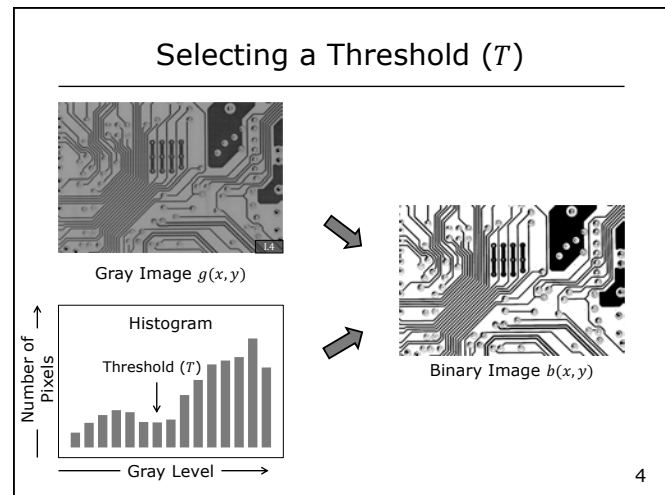 Selecting a Threshold (T)
1.4
Gray Image g(x, y)
Histogram
Threshold (T)
Number of
Pixels
Gray Level
Binary Image b(x, y)
4